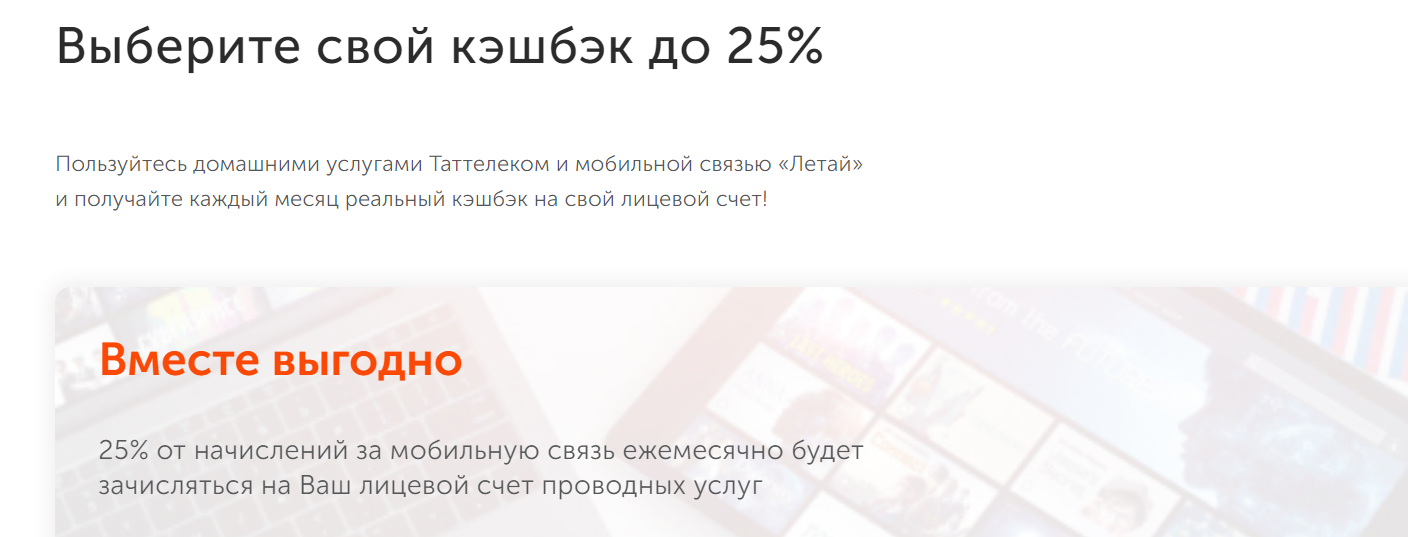 Выберите свой кэшбэк до 25%
Пользуйтесь домашними услугами Таттелеком и мобильной связью «Летай»
и получайте каждый месяц реальный кэшбэк на свой лицевой счет!
Вместе выгодно
25% от начислений за мобильную связь ежемесячно будет
зачисляться на Ваш лицевой счет проводных услуг